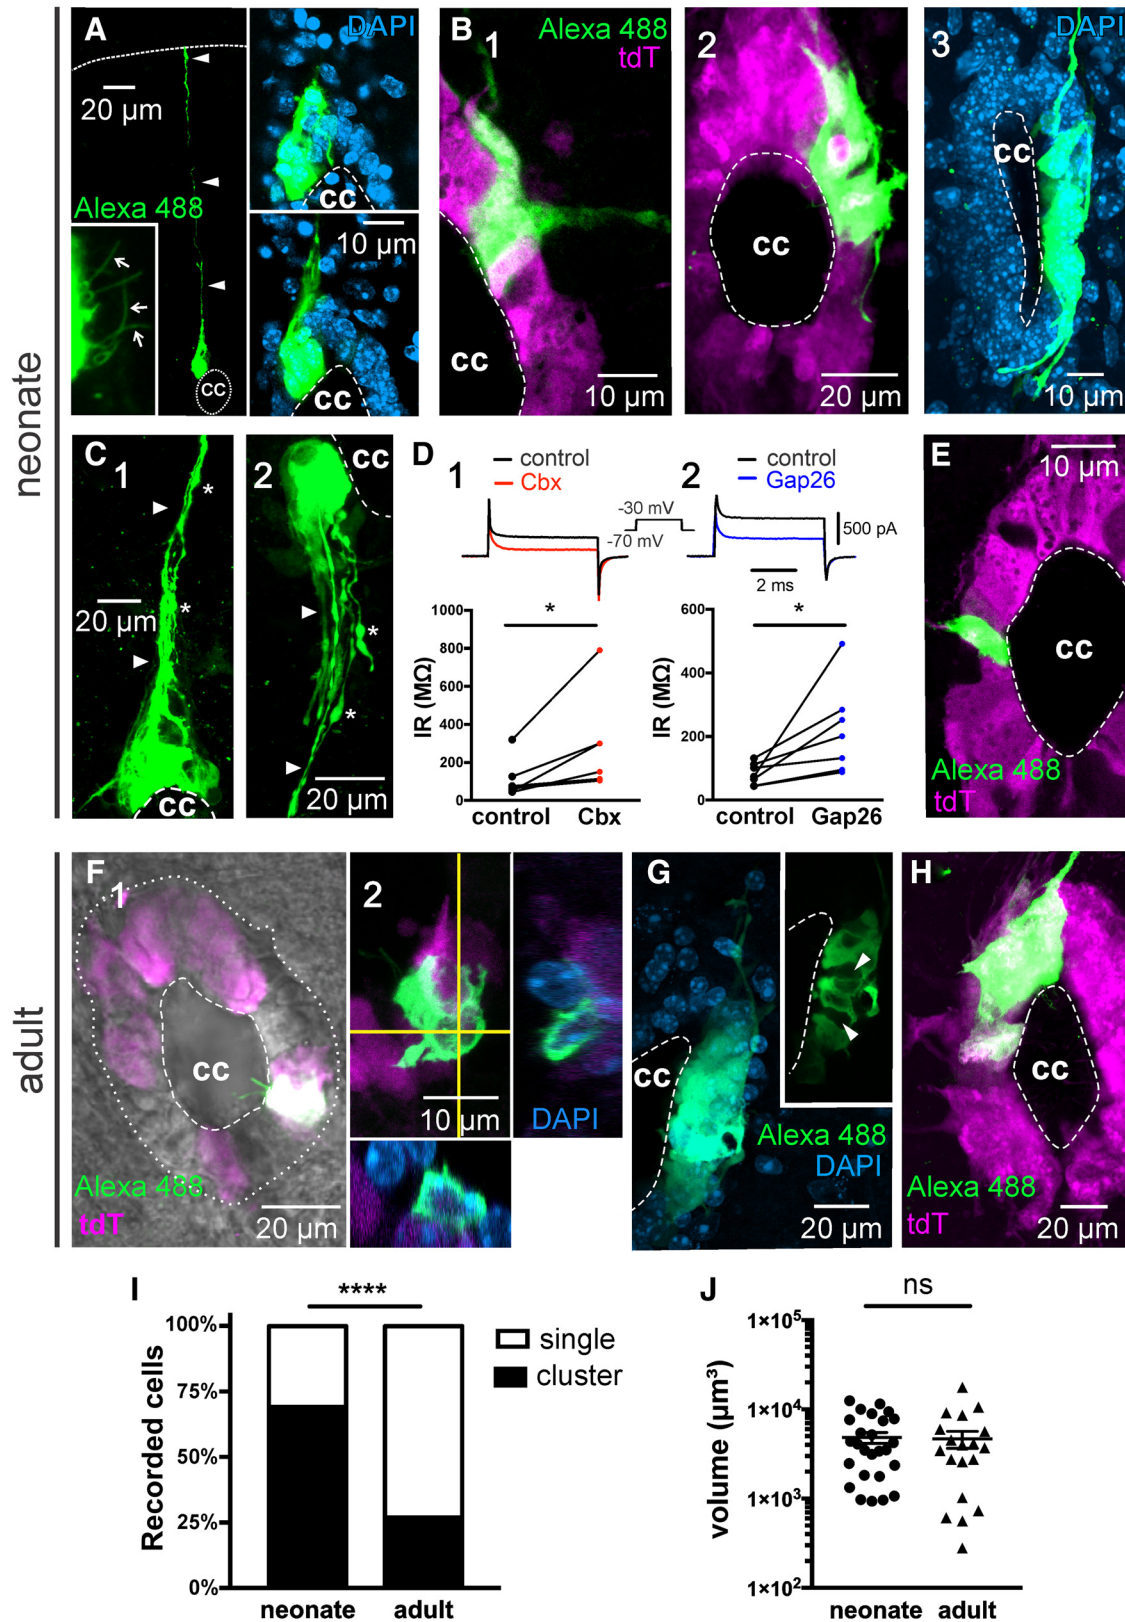 neonate
A
DAPI
20 µm
Alexa 488
cc
cc
10 µm
cc
B
1
Alexa 488
tdT
cc
10 µm
2
cc
20 µm
3
DAPI
cc
10 µm
C
1
*
20 µm
*
cc
2
cc
*
*
20 µm
D
1
control
Cbx
-30 mV
-70 mV
2
control
Gap26
500 pA
2 ms
*
IR (MΩ)
1000
800
600
400
200
0
control
Cbx
*
IR (MΩ)
600
400
200
0
control
Gap26
E
10 µm
cc
Alexa 488
tdT
adult
F
1
cc
Alexa 488
tdT
20 µm
2
10 µm
DAPI
G
cc
Alexa 488
DAPI
20 µm
H
cc
Alexa 488
tdT
20 µm
I
****
Recorded cells
100%
75%
50%
25%
0%
neonate
adult
single
cluster
J
ns
volume (µm³)
1×10⁵
1×10⁴
1×10³
1×10²
neonate
adult